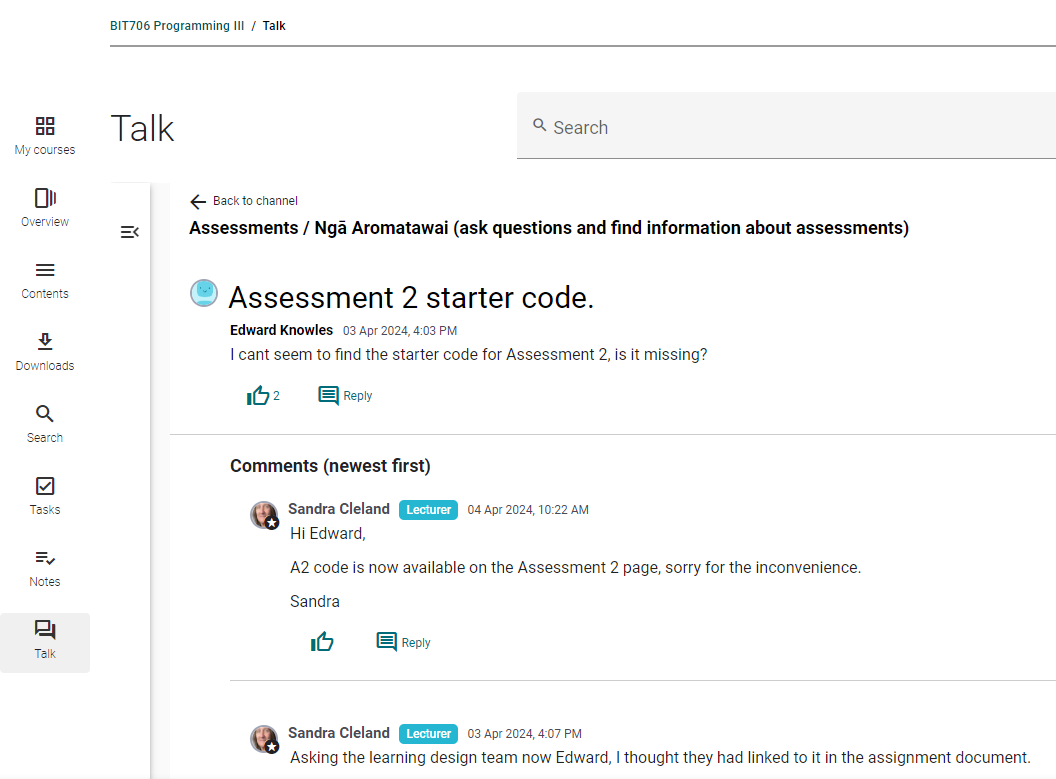 BIT706 Programming III / Talk
My courses
Overview
Contents
Downloads
Search
Tasks
Notes
Talk
Talk
Search
Back to channel
Assessments / Ngā Aromatawai (ask questions and find information about assessments)
Assessment 2 starter code.
Edward Knowles 03 Apr 2024, 4:03 PM
I cant seem to find the starter code for Assessment 2, is it missing?
2 Reply
Comments (newest first)
Sandra Cleland Lecturer 04 Apr 2024, 10:22 AM
Hi Edward,
A2 code is now available on the Assessment 2 page, sorry for the inconvenience.
Sandra
Reply
Sandra Cleland Lecturer 03 Apr 2024, 4:07 PM
Asking the learning design team now Edward, I thought they had linked to it in the assignment document.